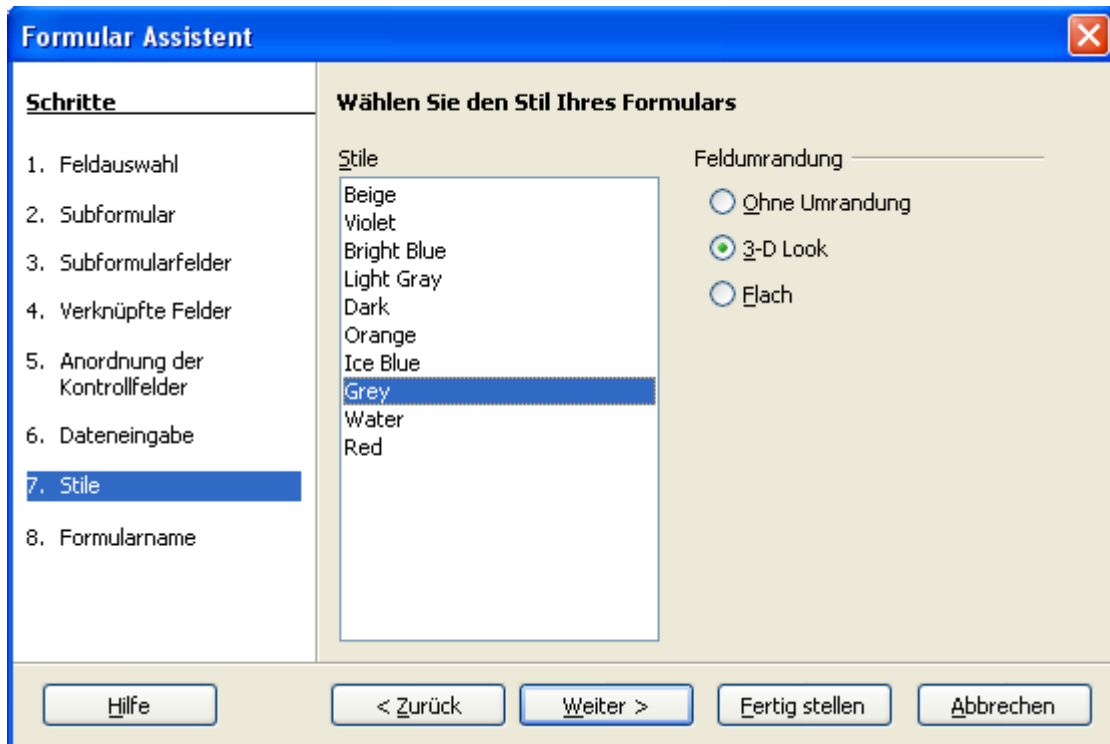 Formular Assistent
Schritte
1. Feldauswahl
2. Subformular
3. Subformularfelder
4. Verknüpfte Felder
5. Anordnung der
Kontrollfelder
6. Dateneingabe
7. Stile
8. Formularname
Wählen Sie den Stil Ihres Formulars
Stile
Beige
Violet
Bright Blue
Light Gray
Dark
Orange
Ice Blue
Grey
Water
Red
Feldumrandung
Ohne Umrandung
3-D Look
Flach
Hilfe
< Zurück
Weiter >
Fertig stellen
Abbrechen